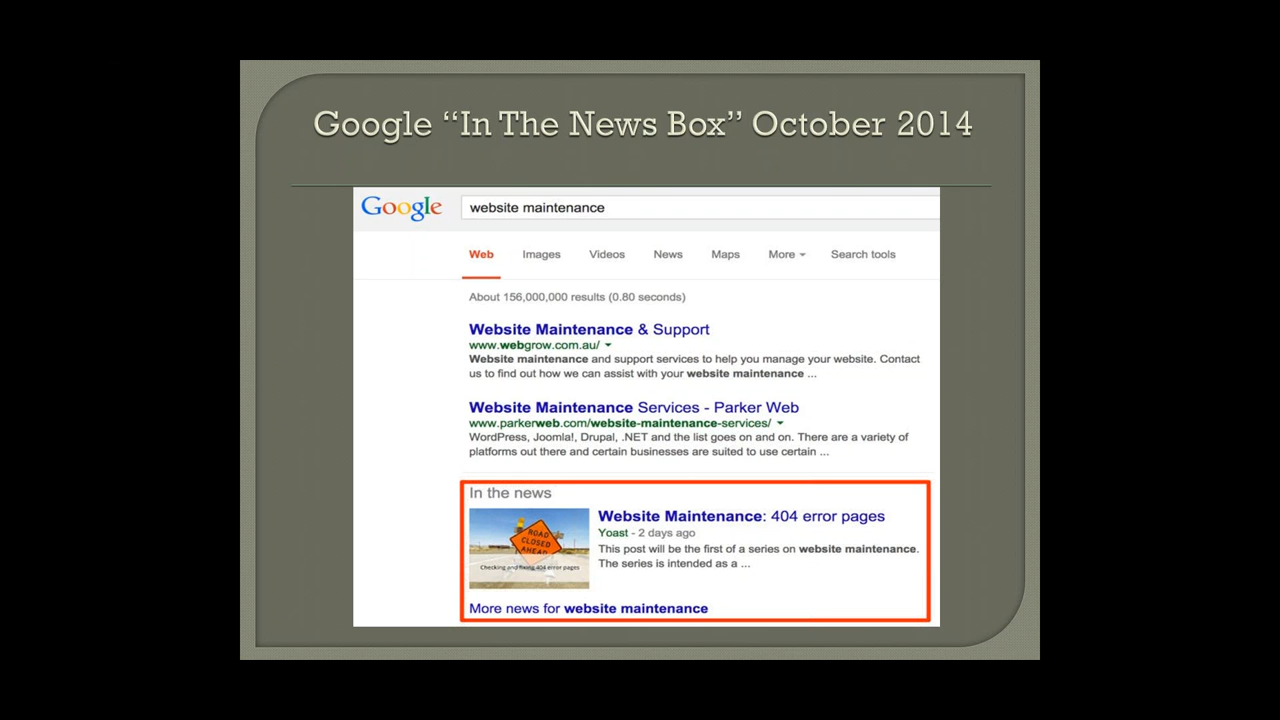 Google “In The News Box” October 2014
Google
website maintenance
Web Images Videos News Maps More Search tools
About 156,000,000 results (0.80 seconds)
Website Maintenance & Support
www.webgrow.com.au/
Website maintenance and support services to help you manage your website. Contact
us to find out how we can assist with your website maintenance ...
Website Maintenance Services - Parker Web
www.parkerweb.com/website-maintenance-services/
WordPress, Joomla!, Drupal, .NET and the list goes on and on. There are a variety of
platforms out there and certain businesses are suited to use certain ...
In the news
ROAD
CLOSED
AHEAD
Checking and fixing 404 error pages
Website Maintenance: 404 error pages
Yoast - 2 days ago
This post will be the first of a series on website maintenance.
The series is intended as a ...
More news for website maintenance